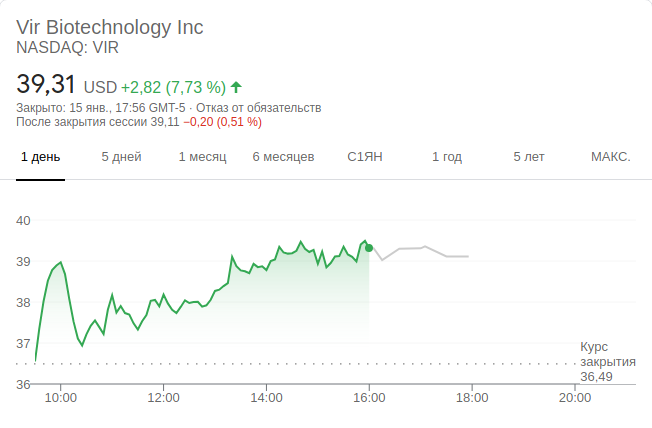 Vir Biotechnology Inc
NASDAQ: VIR
39,31 USD +2,82 (7,73 %)
Закрыто: 15 янв., 17:56 GMT-5 · Отказ от обязательств
После закрытия сессии 39,11 −0,20 (0,51 %)
1 день 5 дней 1 месяц 6 месяцев С1ЯН 1 год 5 лет МАКС.
40
39
38
37
Курс
закрытия
36,49
36
10:00 12:00 14:00 16:00 18:00 20:00